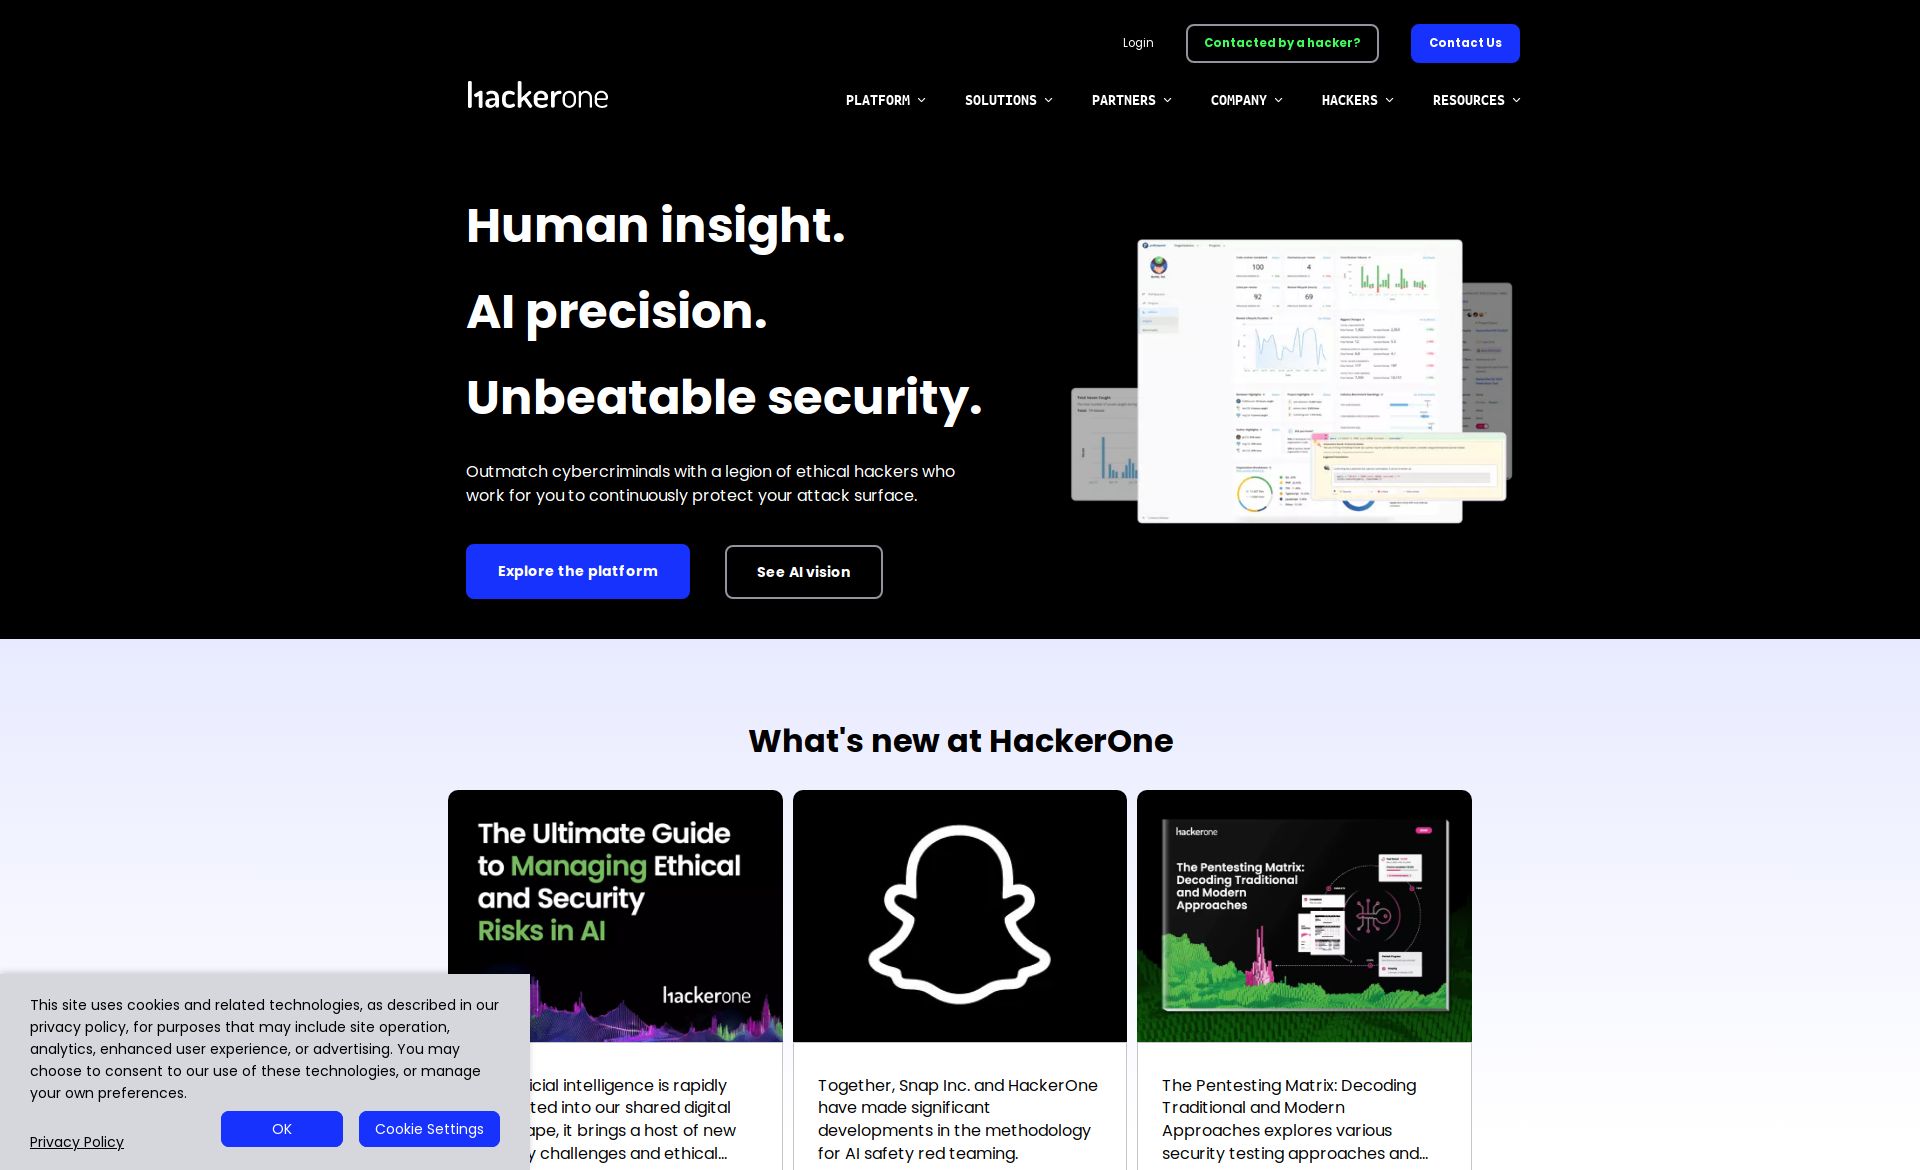 Login
Contacted by a hacker?
Contact Us
hackerone
PLATFORM
SOLUTIONS
PARTNERS
COMPANY
HACKERS
RESOURCES
Human insight.
AI precision.
Unbeatable security.
Outmatch cybercriminals with a legion of ethical hackers who
work for you to continuously protect your attack surface.
Explore the platform
See AI vision
100
4
92
69
What's new at HackerOne
The Ultimate Guide
to Managing Ethical
and Security
Risks in AI
hackerone
hackerone
The Pentesting Matrix:
Decoding Traditional
and Modern
Approaches
icial intelligence is rapidly
ted into our shared digital
ape, it brings a host of new
y challenges and ethical...
Together, Snap Inc. and HackerOne
have made significant
developments in the methodology
for AI safety red teaming.
The Pentesting Matrix: Decoding
Traditional and Modern
Approaches explores various
security testing approaches and...
This site uses cookies and related technologies, as described in our
privacy policy, for purposes that may include site operation,
analytics, enhanced user experience, or advertising. You may
choose to consent to our use of these technologies, or manage
your own preferences.
OK
Cookie Settings
Privacy Policy